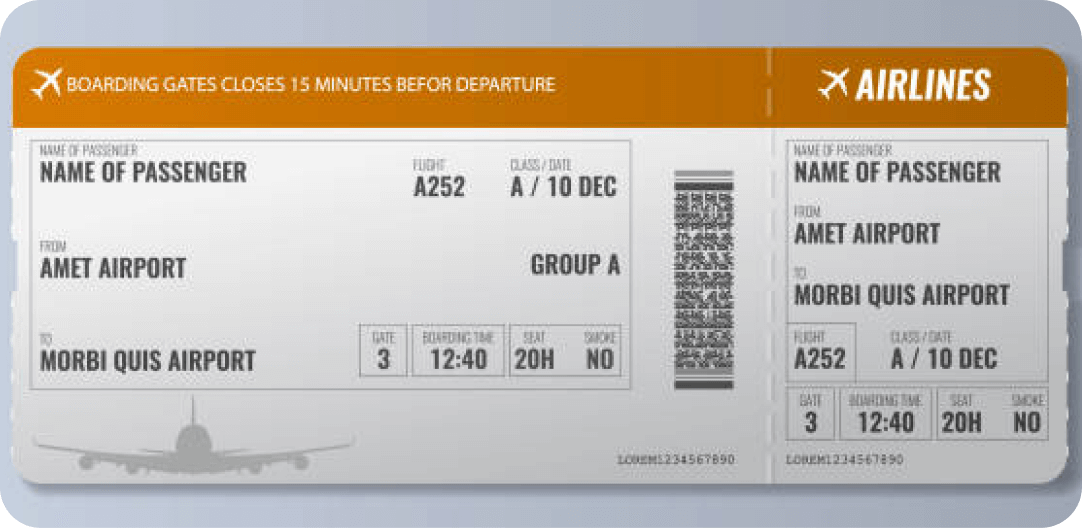 BOARDING GATES CLOSES 15 MINUTES BEFOR DEPARTURE
AIRLINES
NAME OF PASSENGER
NAME OF PASSENGER
FLIGHT
A252
CLASS / DATE
A / 10 DEC
FROM
AMET AIRPORT
GROUP A
TO
MORBI QUIS AIRPORT
GATE
3
BOARDING TIME
12:40
SEAT
20H
SMOKE
NO
LOREM1234567890
NAME OF PASSENGER
NAME OF PASSENGER
FROM
AMET AIRPORT
TO
MORBI QUIS AIRPORT
FLIGHT
A252
CLASS / DATE
A / 10 DEC
GATE
3
BOARDING TIME
12:40
SEAT
20H
SMOKE
NO
LOREM1234567890